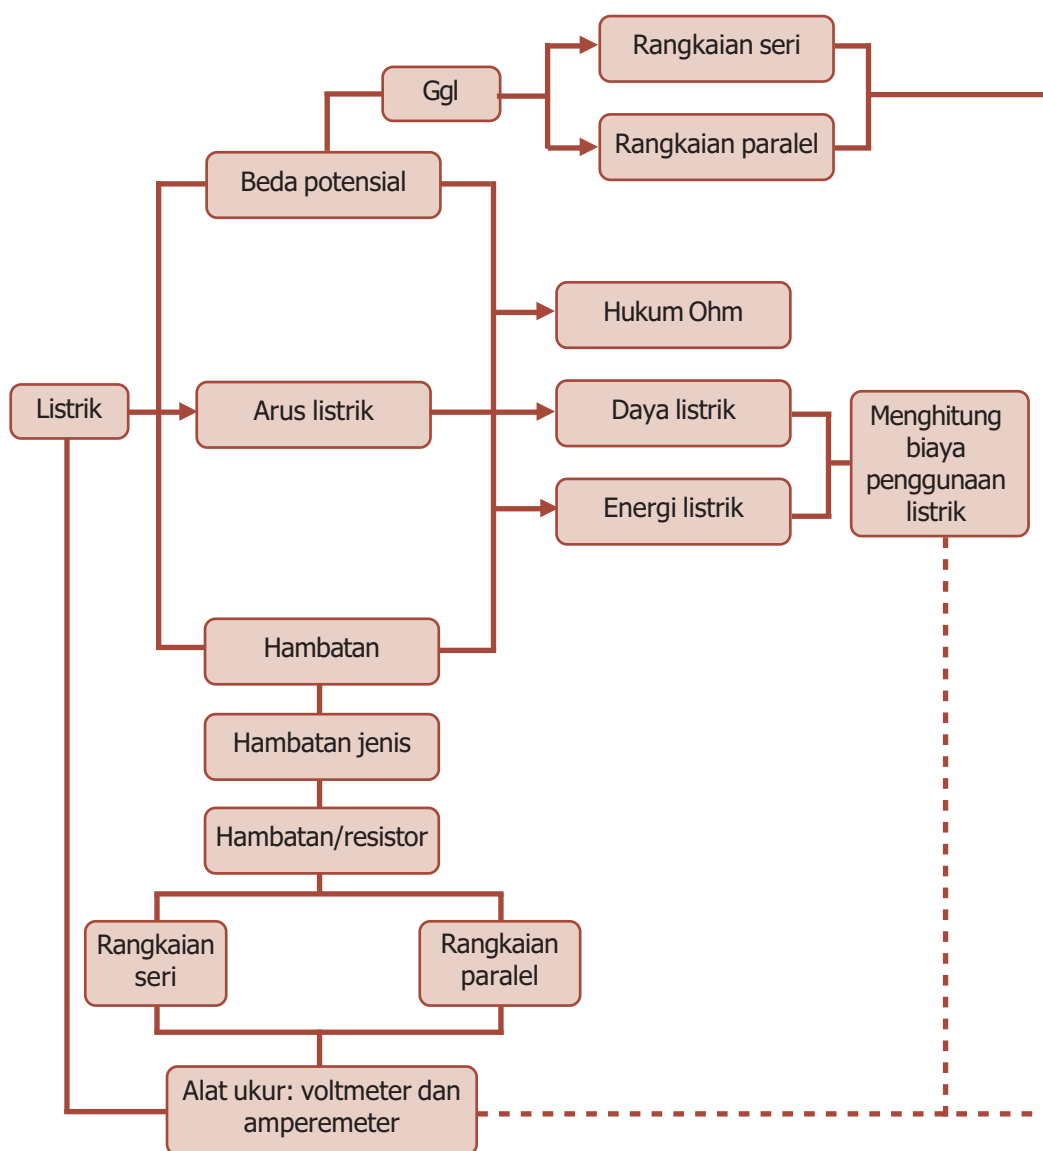 Rangkaian seri
Ggl
Rangkaian paralel
Beda potensial
Hukum Ohm
Listrik
Arus listrik
Daya listrik
Menghitung
biaya
penggunaan
listrik
Energi listrik
Hambatan
Hambatan jenis
Hambatan/resistor
Rangkaian
seri
Rangkaian
paralel
Alat ukur: voltmeter dan
amperemeter